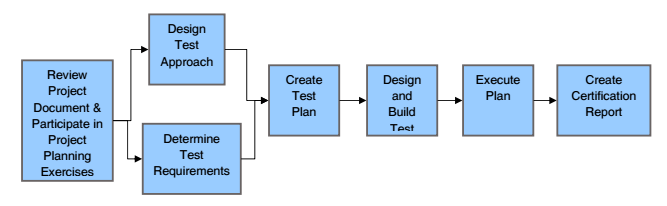 Review
Project
Document &
Participate in
Project
Planning
Exercises
Design
Test
Approach
Determine
Test
Requirements
Create
Test
Plan
Design
and
Build
Test
Execute
Plan
Create
Certification
Report